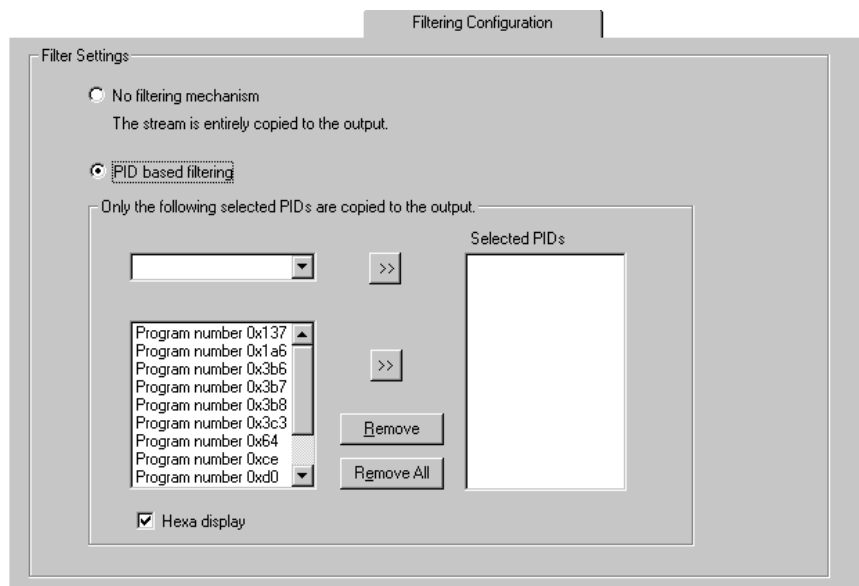 Filtering Configuration
Filter Settings
No filtering mechanism
The stream is entirely copied to the output.
PID based filtering
Only the following selected PIDs are copied to the output.
Selected PIDs
>>
Program number 0x137
Program number 0x1a6
Program number 0x3b6
Program number 0x3b7
Program number 0x3b8
Program number 0x3c3
Program number 0x64
Program number 0xce
Program number 0xd0
>>
Remove
Remove All
Hexa display